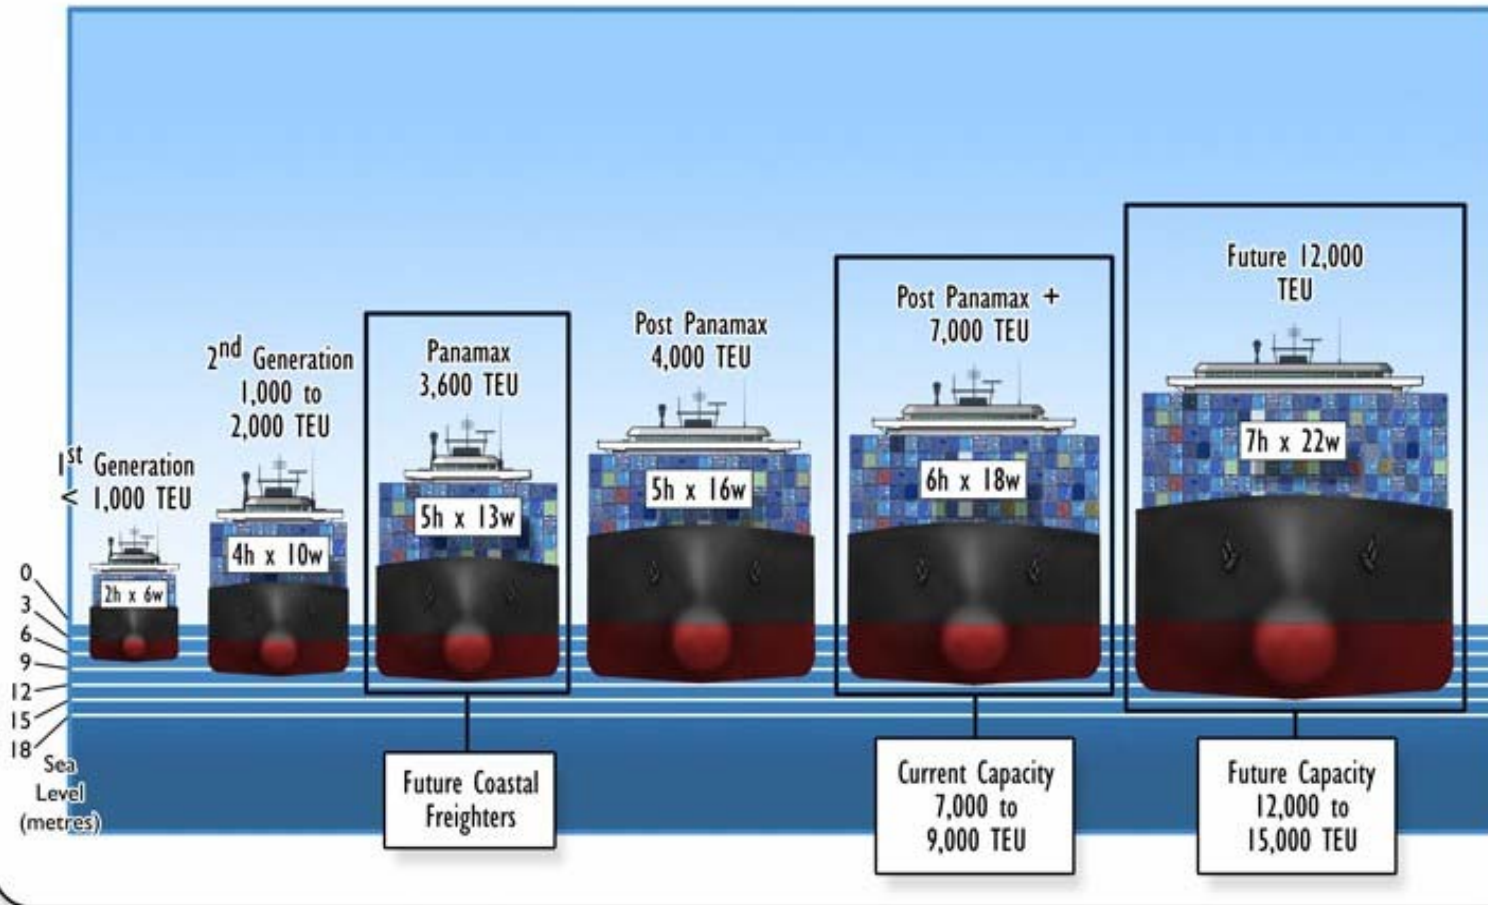 1st Generation
< 1,000 TEU
2h x 6w
2nd Generation
1,000 to
2,000 TEU
4h x 10w
Panamax
3,600 TEU
5h x 13w
Post Panamax
4,000 TEU
5h x 16w
Post Panamax +
7,000 TEU
6h x 18w
Future 12,000
TEU
7h x 22w
0
3
6
9
12
15
18
Sea
Level
(metres)
Future Coastal
Freighters
Current Capacity
7,000 to
9,000 TEU
Future Capacity
12,000 to
15,000 TEU